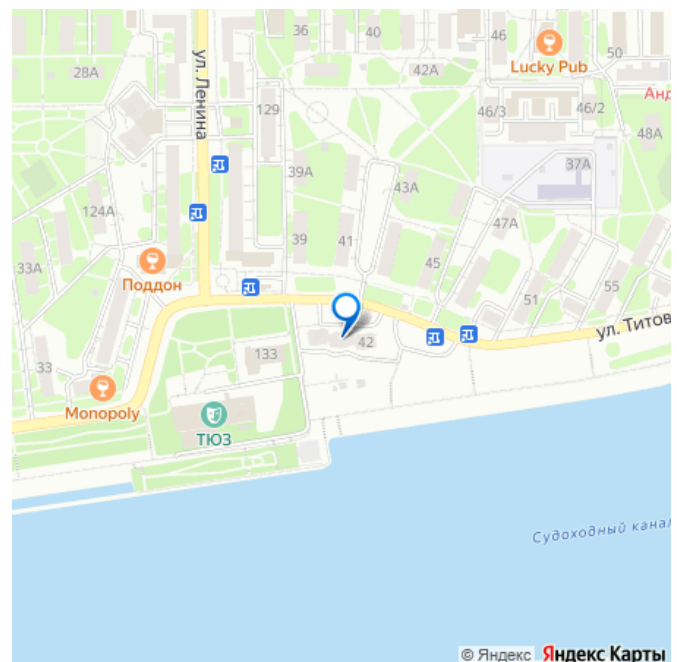 36
40
46
Lucky Pub
50
28А
42А
ул. Ленина
129
46/3
46/2
Анд
48А
39А
43А
37А
124А
33А
39
41
47А
Поддон
45
51
55
ул. Титов
133
42
33
Monopoly
ТЮЗ
Судоходный канал
© Яндекс Яндекс Карты